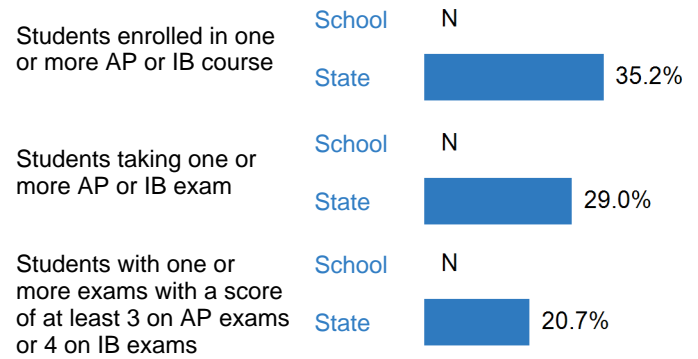 Students enrolled in one
or more AP or IB course
School N
State 35.2%
Students taking one or
more AP or IB exam
School N
State 29.0%
Students with one or
more exams with a score
of at least 3 on AP exams
or 4 on IB exams
School N
State 20.7%